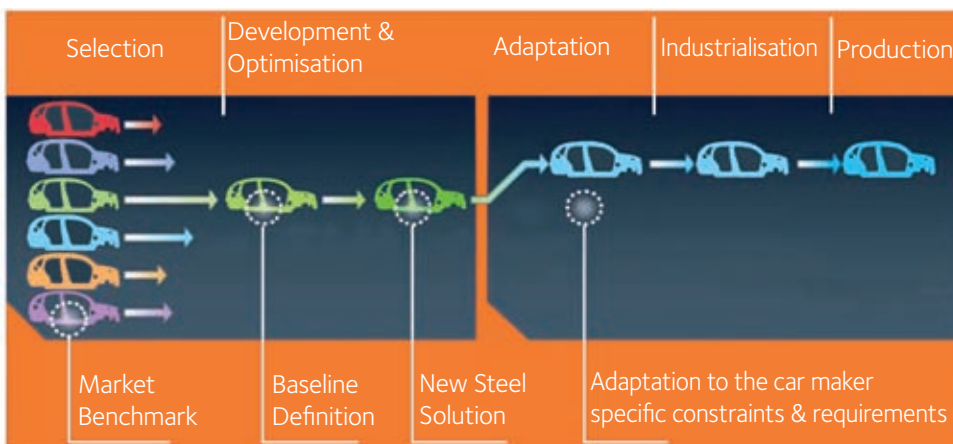 Selection
Development &
Optimisation
Adaptation
Industrialisation
Production
Market
Benchmark
Baseline
Definition
New Steel
Solution
Adaptation to the car maker
specific constraints & requirements